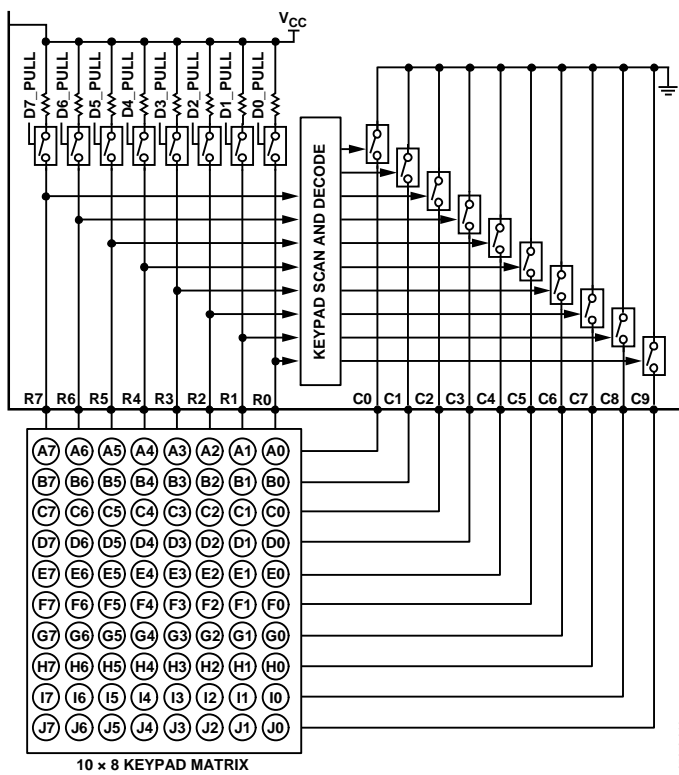 VCC
D7_PULL
D6_PULL
D5_PULL
D4_PULL
D3_PULL
D2_PULL
D1_PULL
D0_PULL
KEYPAD SCAN AND DECODE
R7 R6 R5 R4 R3 R2 R1 R0 C0 C1 C2 C3 C4 C5 C6 C7 C8 C9
A7 A6 A5 A4 A3 A2 A1 A0
B7 B6 B5 B4 B3 B2 B1 B0
C7 C6 C5 C4 C3 C2 C1 C0
D7 D6 D5 D4 D3 D2 D1 D0
E7 E6 E5 E4 E3 E2 E1 E0
F7 F6 F5 F4 F3 F2 F1 F0
G7 G6 G5 G4 G3 G2 G1 G0
H7 H6 H5 H4 H3 H2 H1 H0
I7 I6 I5 I4 I3 I2 I1 I0
J7 J6 J5 J4 J3 J2 J1 J0
10 × 8 KEYPAD MATRIX